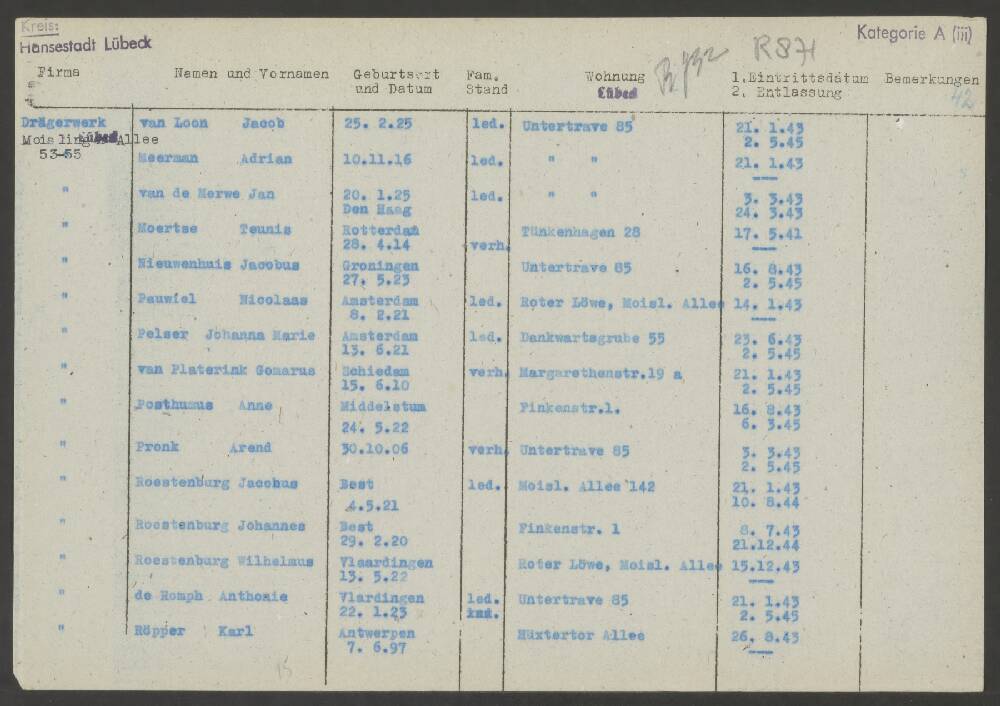 Kreis:
Hansestadt Lübeck
Kategorie A (iii)
R 871
Firma Namen und Vornamen Geburtsort und Datum Fam. Stand Wohnung Lübeck 1. Eintrittsdatum 2. Entlassung Bemerkungen
42
Drägerwerk van Loon Jacob 25. 2.25 led. Untertrave 85 21. 1.43
Moislinger Allee 2. 5.45
53-55 Meerman Adrian 10.11.16 led. " " 21. 1.43
" van de Merwe Jan 20. 1.25 led. " " 3. 3.43
Den Haag 24. 3.43
" Moertse Teunis Rotterdam Tünkenhagen 28 17. 5.41
28. 4.14 verh.
" Nieuwenhuis Jacobus Groningen Untertrave 85 16. 8.43
27. 5.23 2. 5.45
" Pauwiel Nicolaas Amsterdam led. Roter Löwe, Moisl. Allee 14. 1.43
8. 2.21
" Pelser Johanna Marie Amsterdam led. Dankwartsgrube 55 23. 6.43
13. 6.21 2. 5.45
" van Platerink Gomarus Schiedam verh. Margarethenstr.19 a 21. 1.43
15. 6.10 2. 5.45
" Posthumus Anne Middelstum Finkenstr.1. 16. 8.43
24. 5.22 6. 3.45
" Pronk Arend 30.10.06 verh. Untertrave 85 3. 3.43
2. 5.45
" Roestenburg Jacobus Best led. Moisl. Allee 142 21. 1.43
4.5.21 10. 8.44
" Roostenburg Johannes Best Finkenstr. 1 8. 7.43
29. 2.20 21.12.44
" Roestenburg Wilhelmus Vlaardingen Roter Löwe, Moisl. Allee 15.12.43
13. 5.22
" de Romph Anthonie Vlardingen led. Untertrave 85 21. 1.43
22. 1.23 2. 5.45
" Röpper Karl Antwerpen Hüxtertor Allee 26. 8.43
7. 6.97
15